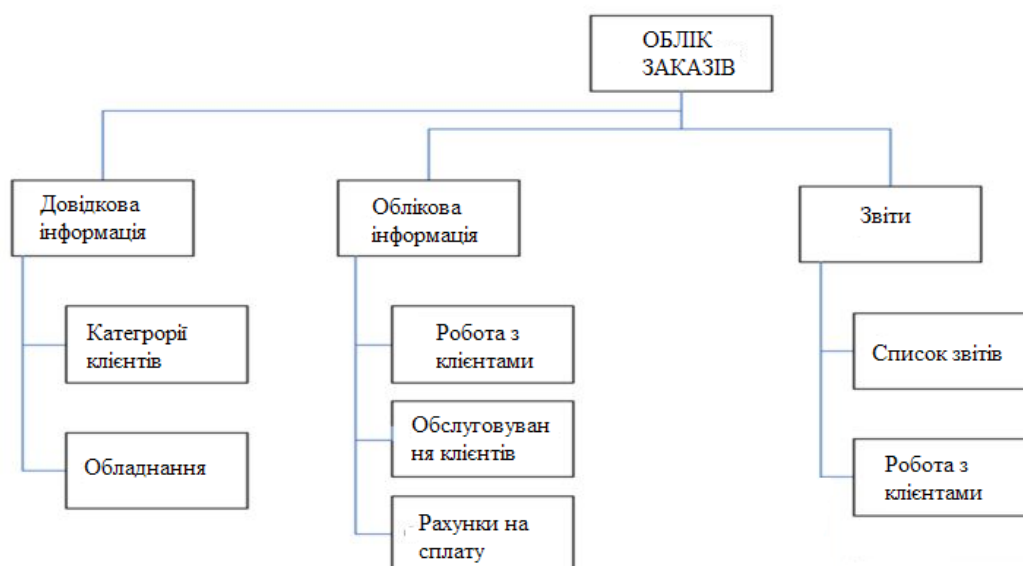 ОБЛІК
ЗАКАЗІВ
Довідкова
інформація
Облікова
інформація
Звіти
Категрорії
клієнтів
Обладнання
Робота з
клієнтами
Обслуговуван
ня клієнтів
Рахунки на
сплату
Список звітів
Робота з
клієнтами